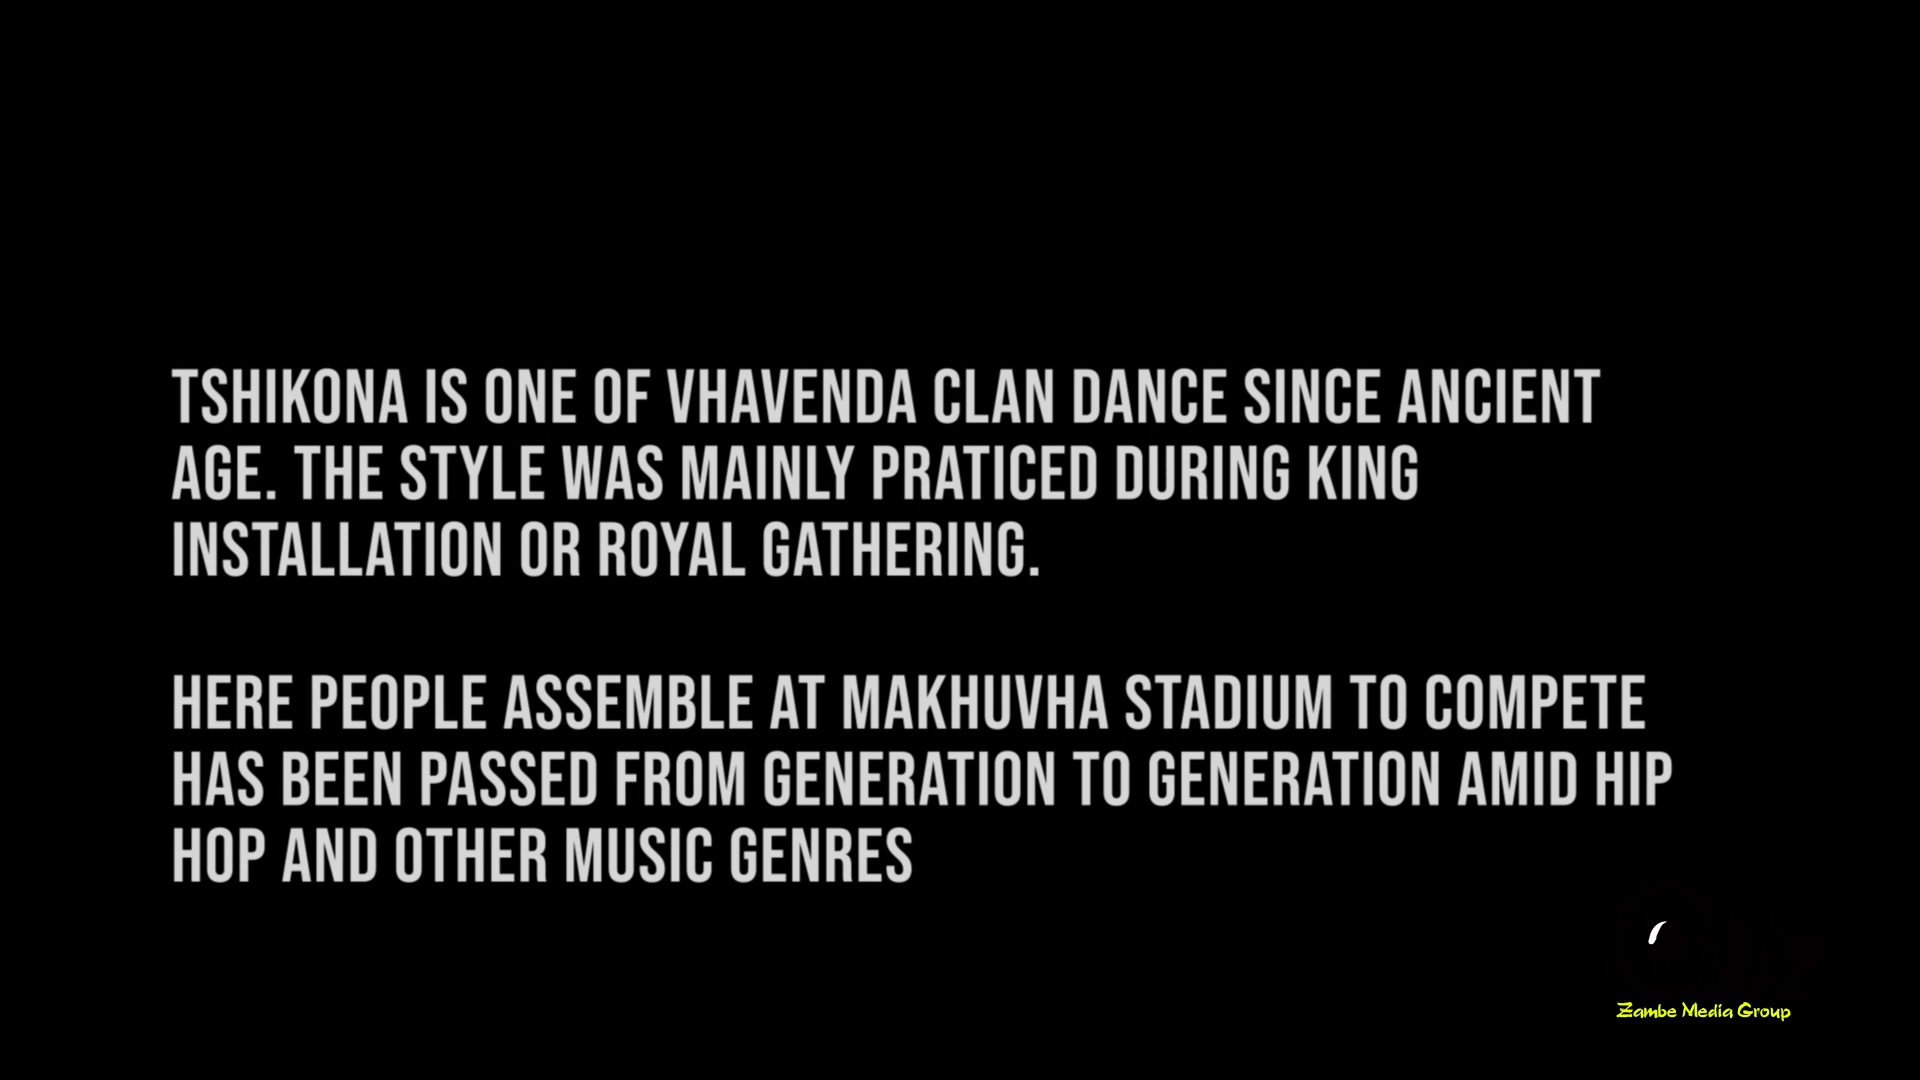 TSHIKONA IS ONE OF VHAVENDA CLAN DANCE SINCE ANCIENT
AGE. THE STYLE WAS MAINLY PRATICED DURING KING
INSTALLATION OR ROYAL GATHERING.
HERE PEOPLE ASSEMBLE AT MAKHUVHA STADIUM TO COMPETE
HAS BEEN PASSED FROM GENERATION TO GENERATION AMID HIP
HOP AND OTHER MUSIC GENRES
Zambe Media Group